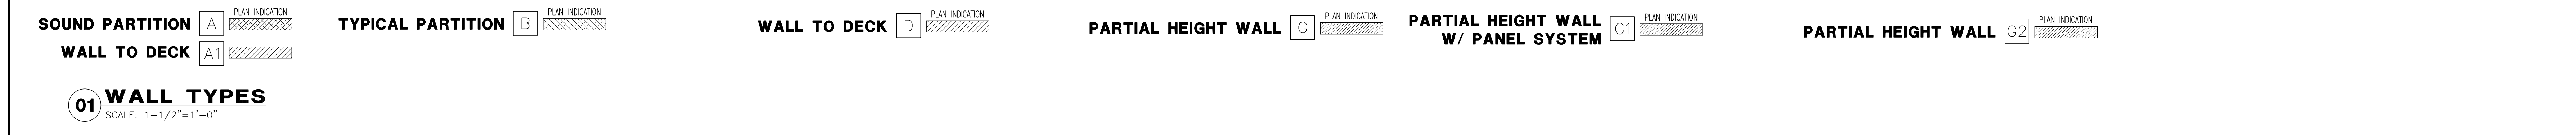 PLAN INDICATION
SOUND PARTITION A
WALL TO DECK A1
PLAN INDICATION
TYPICAL PARTITION B
PLAN INDICATION
WALL TO DECK D
PLAN INDICATION
PARTIAL HEIGHT WALL G
PLAN INDICATION
PARTIAL HEIGHT WALL G1
W/ PANEL SYSTEM
PLAN INDICATION
PARTIAL HEIGHT WALL G2
01 WALL TYPES
SCALE: 1-1/2"=1'-0"